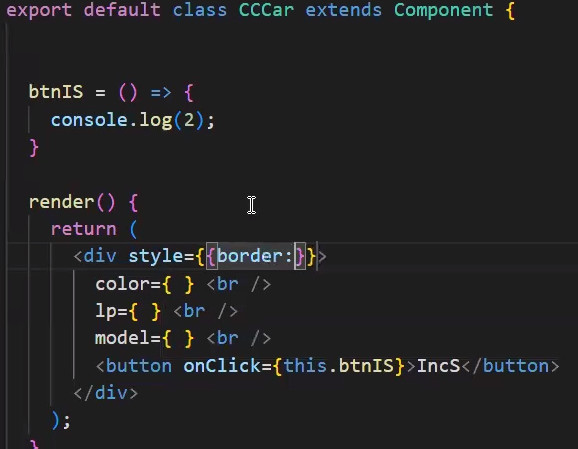 export default class CCCar extends Component {
btnIS = () => {
console.log(2);
}
render() {
return (
<div style={{border:}}>
color={ } <br />
lp={ } <br />
model={ } <br />
<button onClick={this.btnIS}>IncS</button>
</div>
);
}